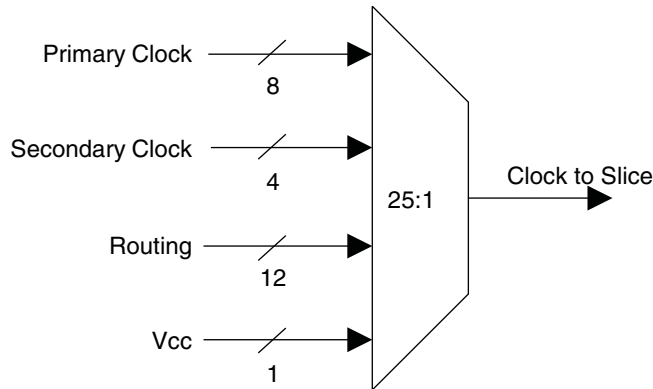 Primary Clock
8
Secondary Clock
4
25:1
Clock to Slice
Routing
12
Vcc
1